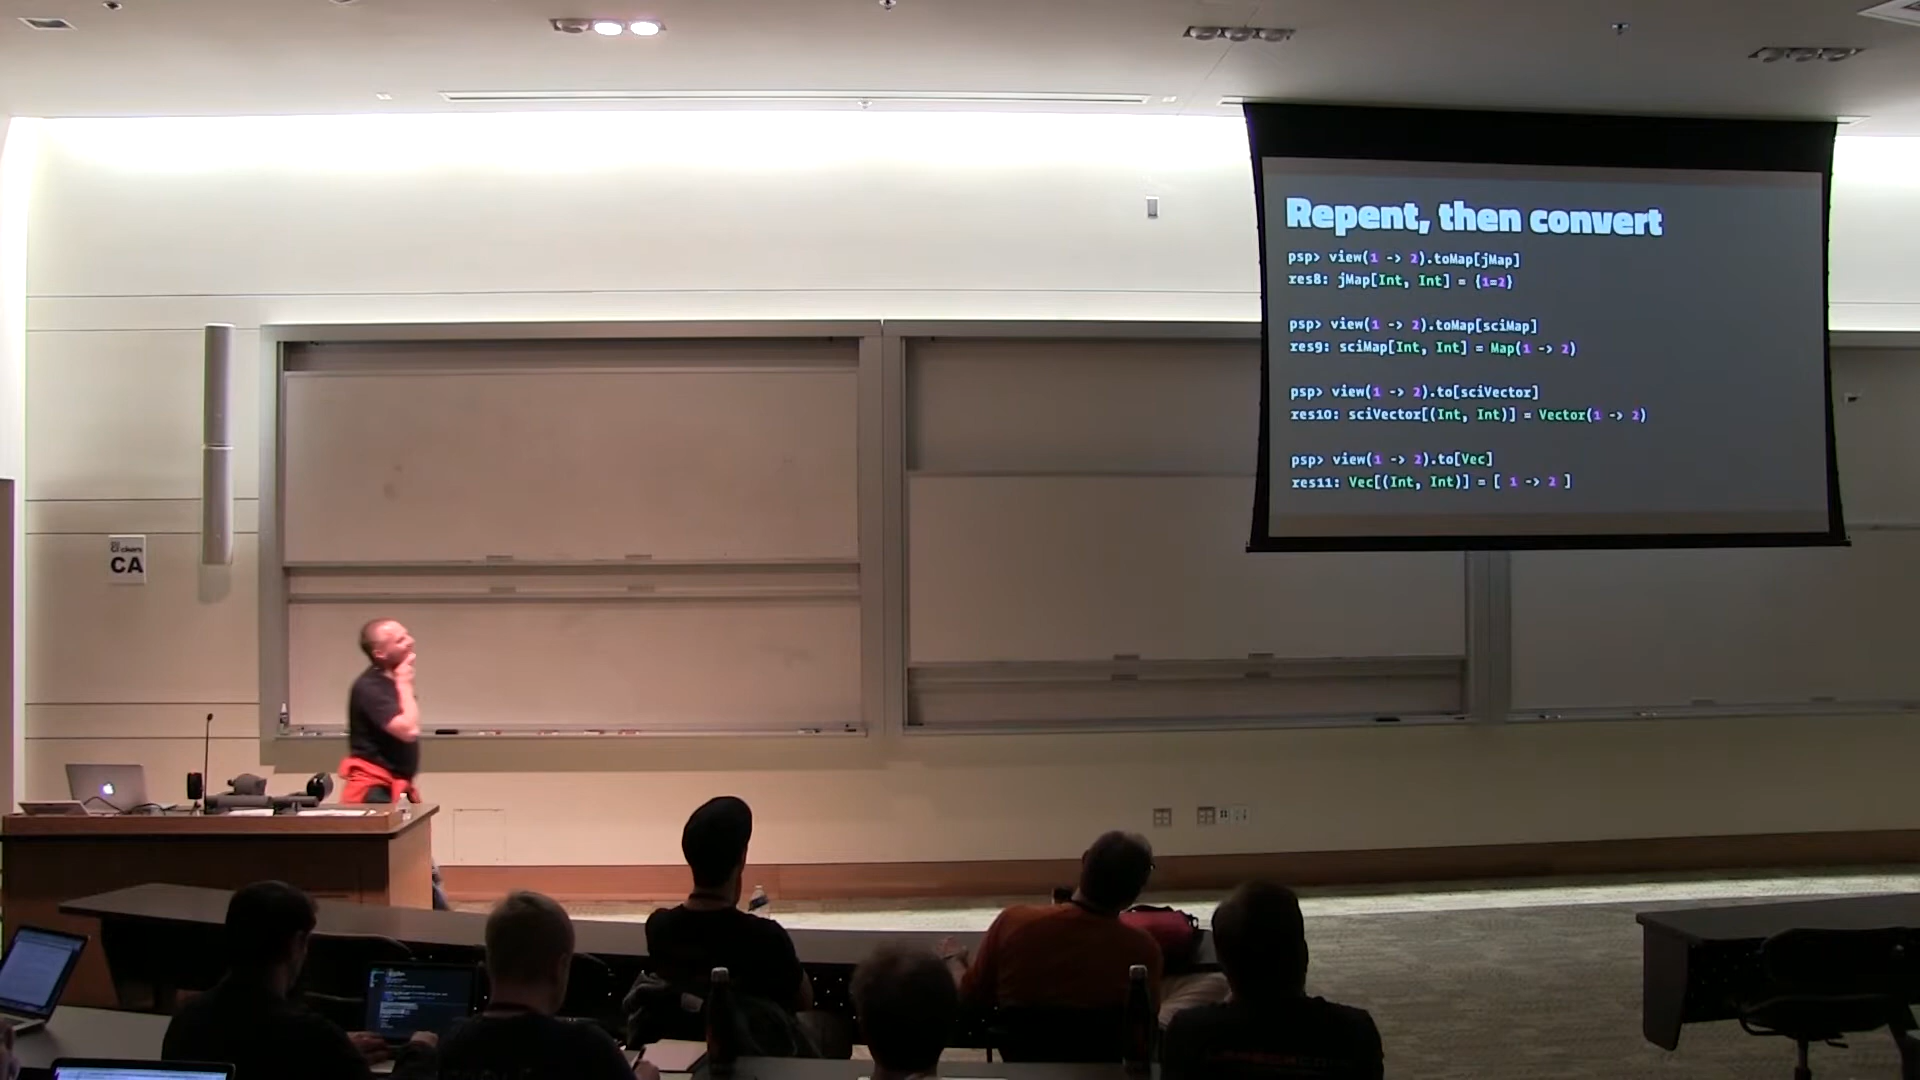 Repent, then convert
psp> view(1 -> 2).toMap[jMap]
res8: jMap[Int, Int] = {1=2}
psp> view(1 -> 2).toMap[sciMap]
res9: sciMap[Int, Int] = Map(1 -> 2)
psp> view(1 -> 2).to[sciVector]
res10: sciVector[(Int, Int)] = Vector(1 -> 2)
psp> view(1 -> 2).to[Vec]
res11: Vec[(Int, Int)] = [ 1 -> 2 ]
CA